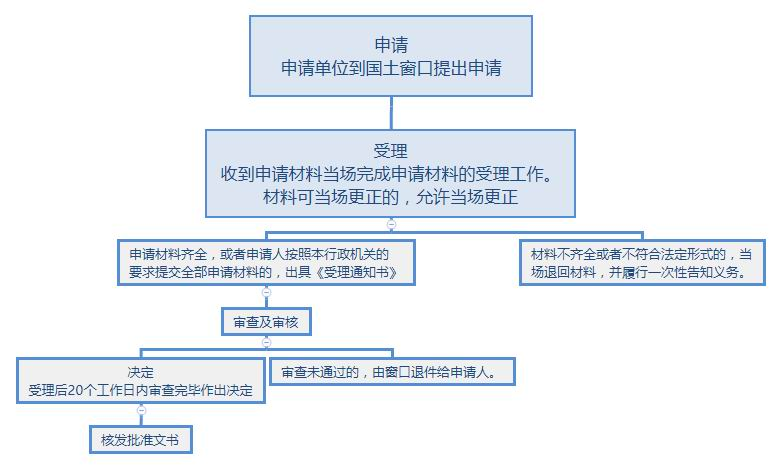 申请
申请单位到国土窗口提出申请
受理
收到申请材料当场完成申请材料的受理工作。
材料可当场更正的，允许当场更正
申请材料齐全，或者申请人按照本行政机关的
要求提交全部申请材料的，出具《受理通知书》
材料不齐全或者不符合法定形式的，当
场退回材料，并履行一次性告知义务。
审查及审核
决定
受理后20个工作日内审查完毕作出决定
审查未通过的，由窗口退件给申请人。
核发批准文书